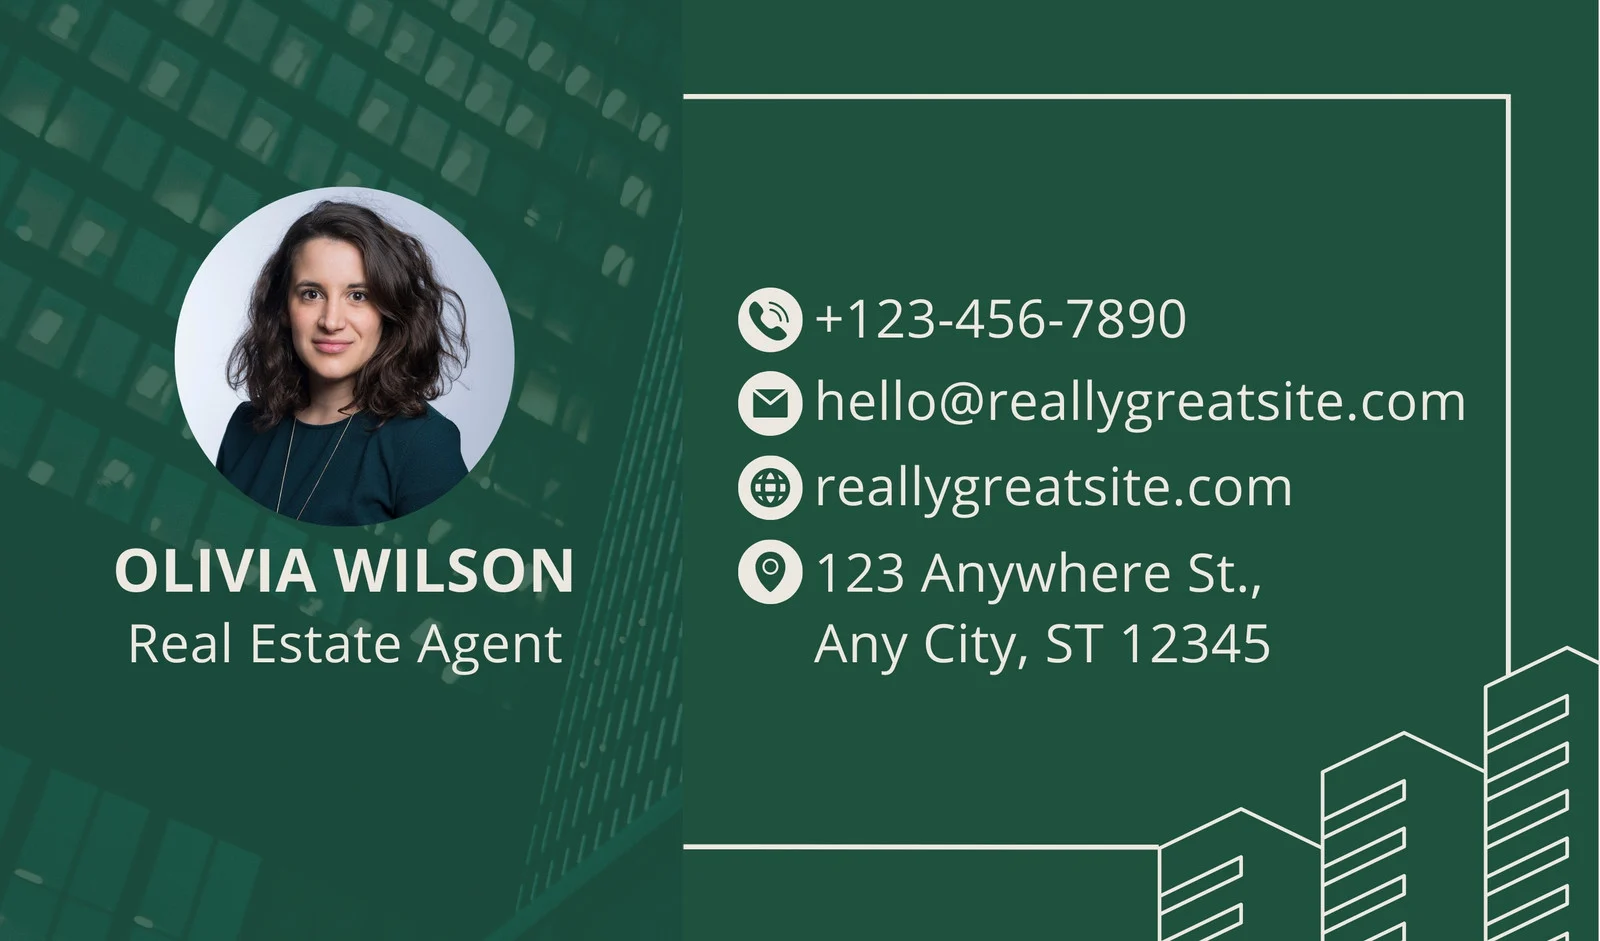 OLIVIA WILSON
Real Estate Agent
+123-456-7890
hello@reallygreatsite.com
reallygreatsite.com
123 Anywhere St.,
Any City, ST 12345